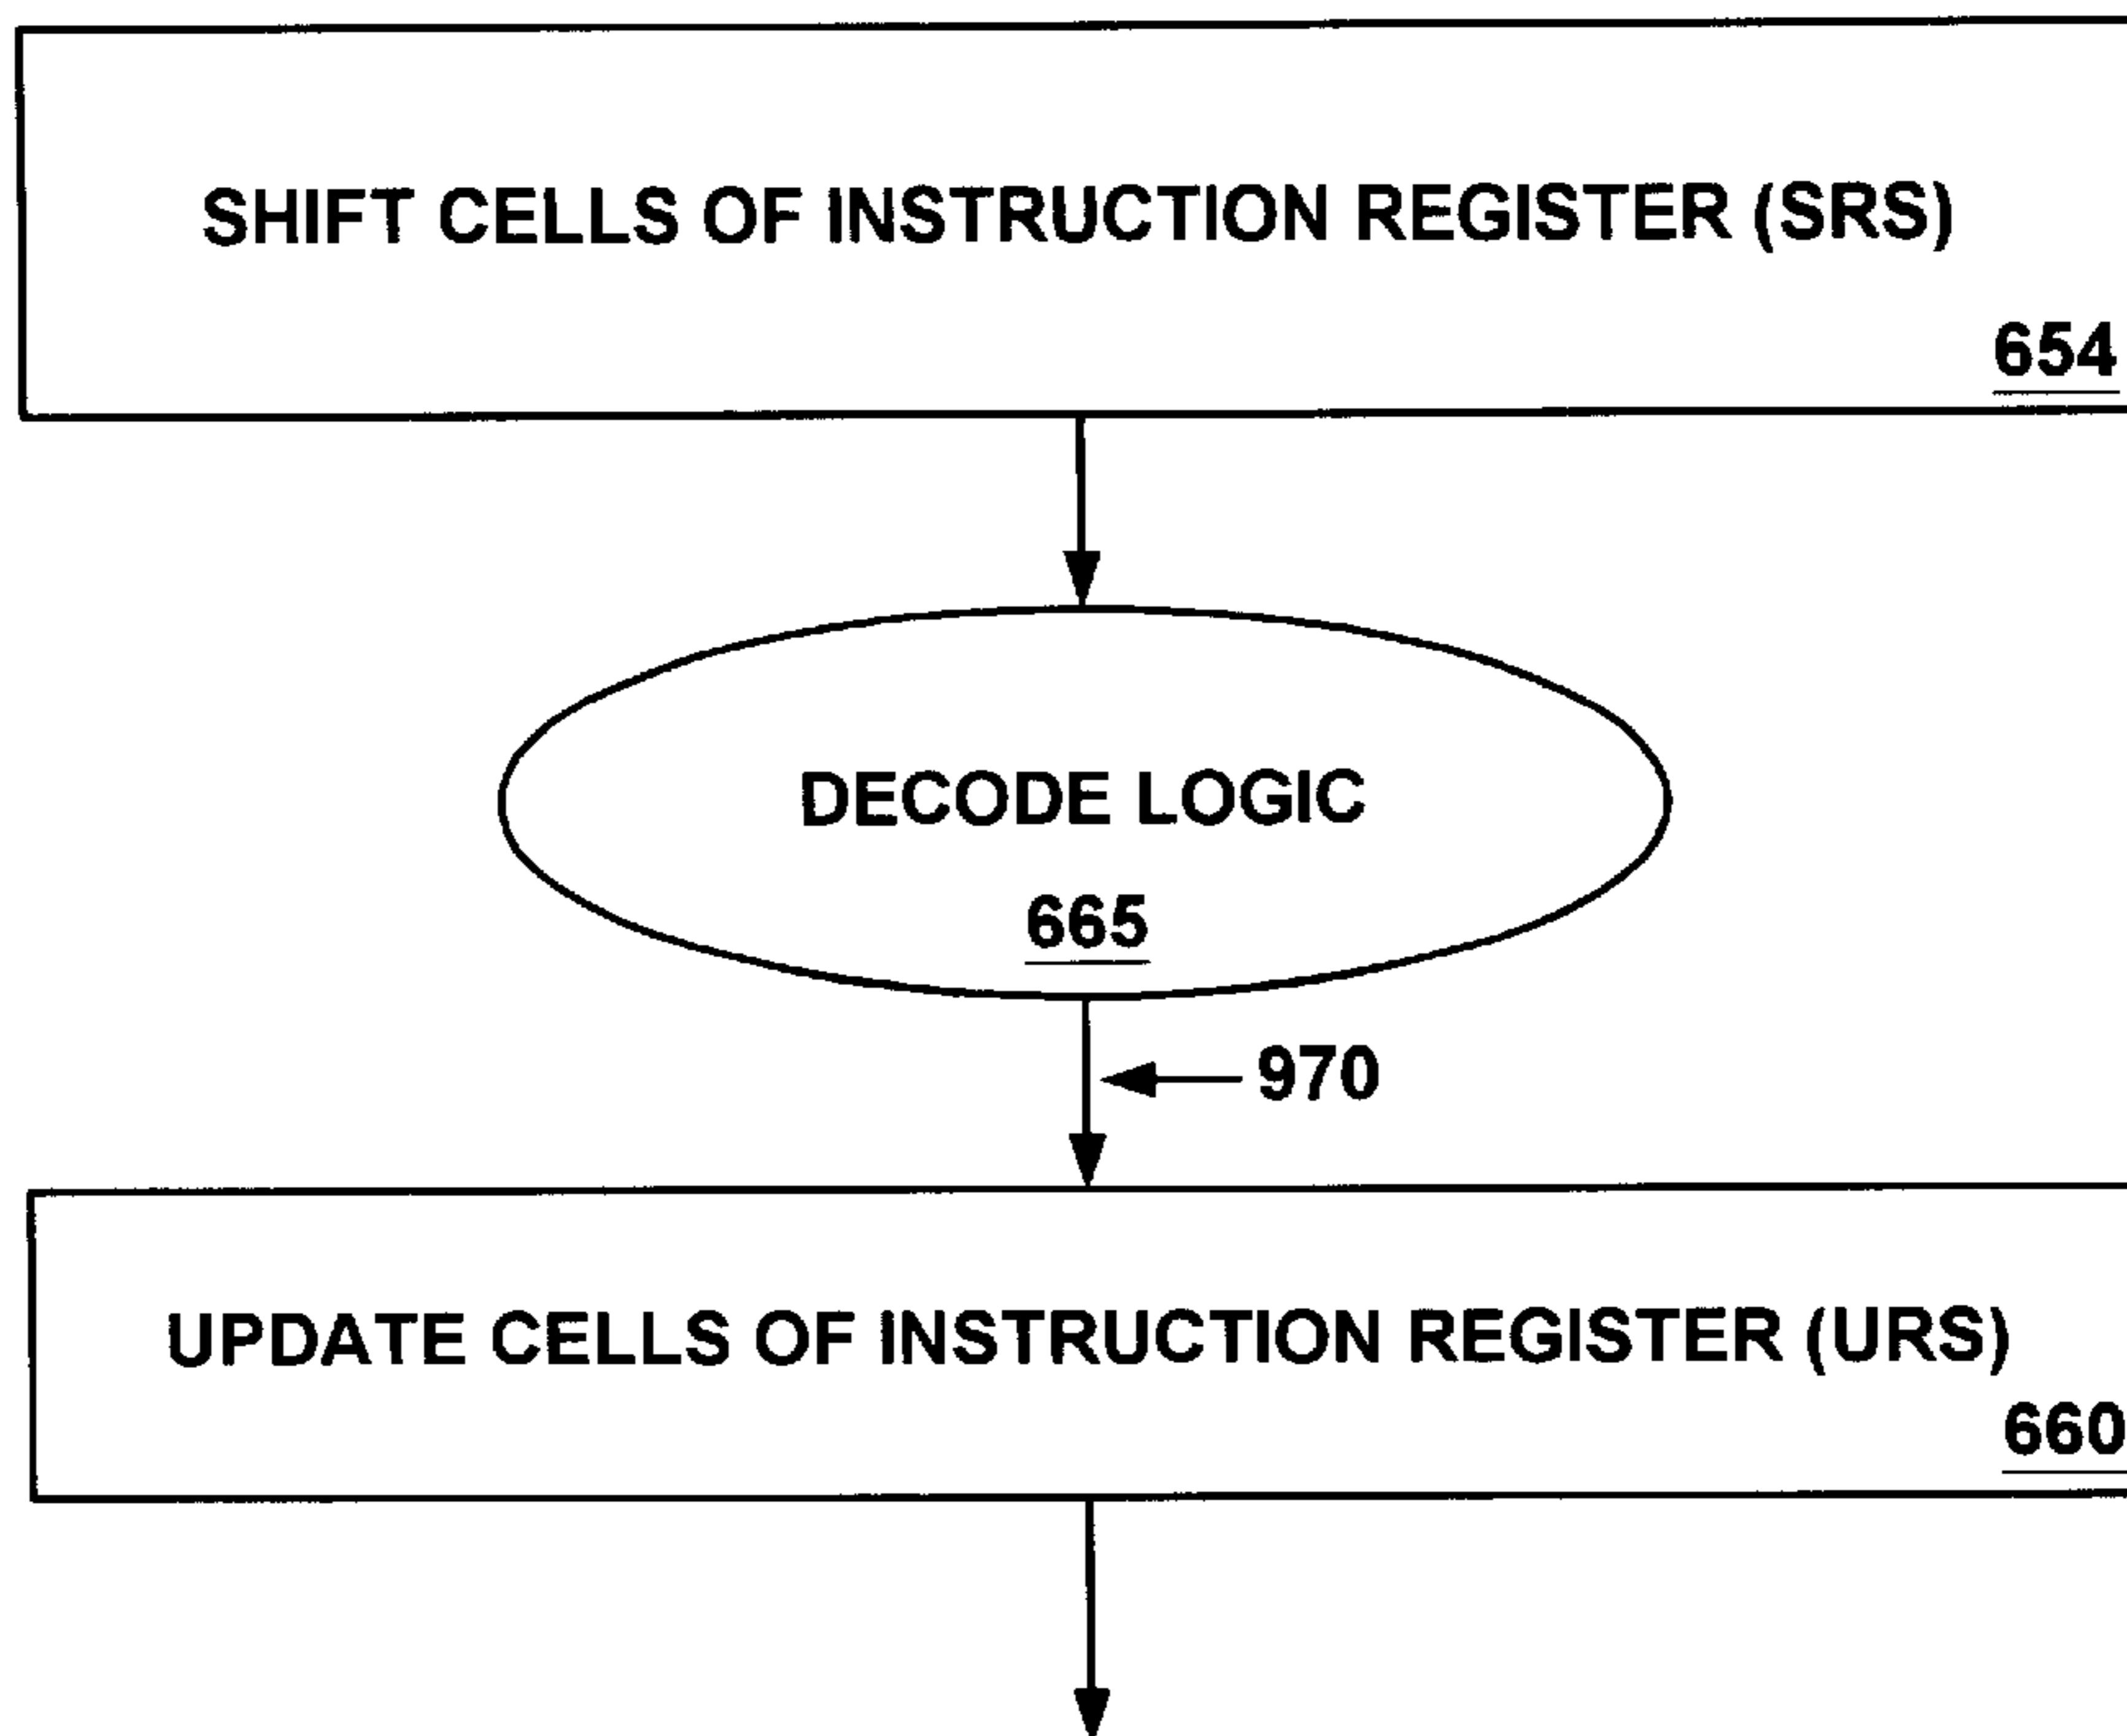 SHIFT CELLS OF INSTRUCTION REGISTER (SRS)
654
DECODE LOGIC
665
970
UPDATE CELLS OF INSTRUCTION REGISTER (URS)
660